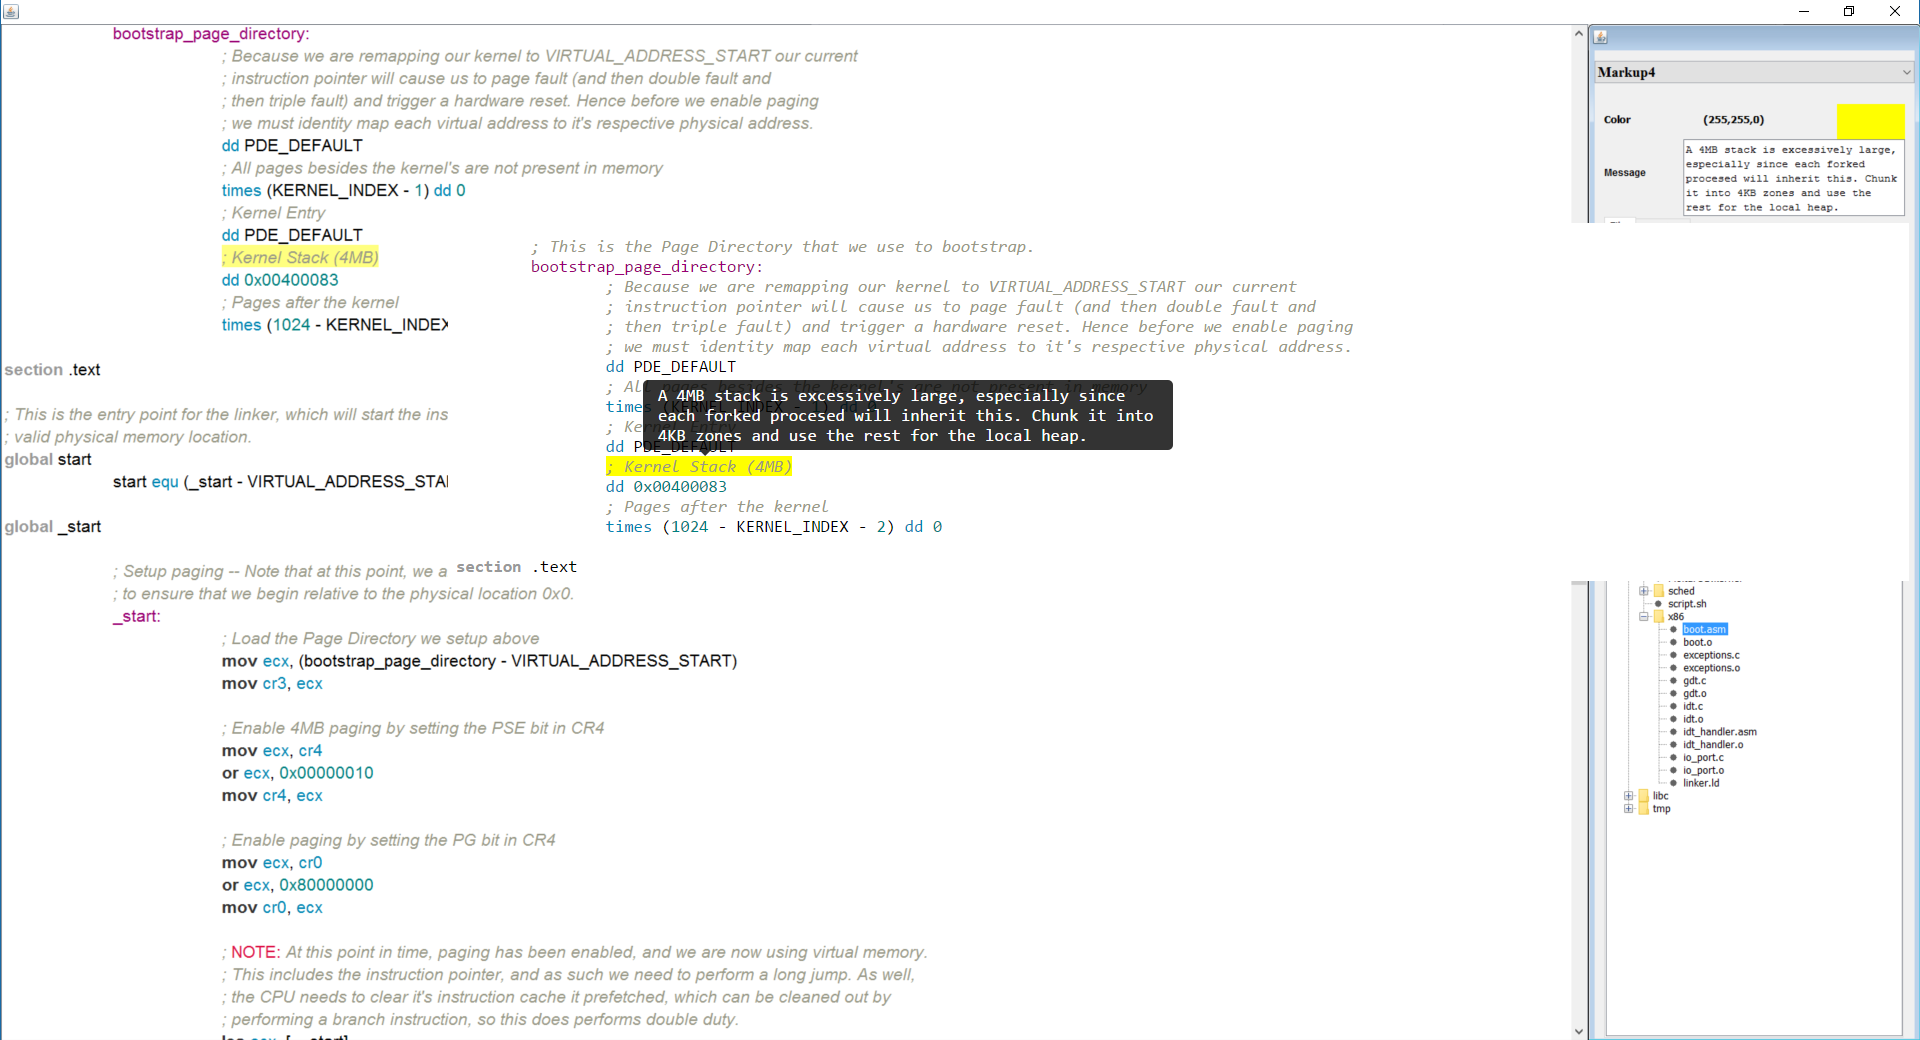 bootstrap_page_directory:
; Because we are remapping our kernel to VIRTUAL_ADDRESS_START our current
; instruction pointer will cause us to page fault (and then double fault and
; then triple fault) and trigger a hardware reset. Hence before we enable paging
; we must identity map each virtual address to it's respective physical address.
dd PDE_DEFAULT
; All pages besides the kernel's are not present in memory
times (KERNEL_INDEX - 1) dd 0
; Kernel Entry
dd PDE_DEFAULT
; Kernel Stack (4MB)
dd 0x00400083
; Pages after the kernel
times (1024 - KERNEL_INDEX
section .text
; This is the entry point for the linker, which will start the ins
; valid physical memory location.
global start
start equ (_start - VIRTUAL_ADDRESS_STA
global _start
; Setup paging -- Note that at this point, we a
; to ensure that we begin relative to the physical location 0x0.
_start:
; Load the Page Directory we setup above
mov ecx, (bootstrap_page_directory - VIRTUAL_ADDRESS_START)
mov cr3, ecx
; Enable 4MB paging by setting the PSE bit in CR4
mov ecx, cr4
or ecx, 0x00000010
mov cr4, ecx
; Enable paging by setting the PG bit in CR4
mov ecx, cr0
or ecx, 0x80000000
mov cr0, ecx
; NOTE: At this point in time, paging has been enabled, and we are now using virtual memory.
; This includes the instruction pointer, and as such we need to perform a long jump. As well,
; the CPU needs to clear it's instruction cache it prefetched, which can be cleaned out by
; performing a branch instruction, so this does performs double duty.
; This is the Page Directory that we use to bootstrap.
bootstrap_page_directory:
; Because we are remapping our kernel to VIRTUAL_ADDRESS_START our current
; instruction pointer will cause us to page fault (and then double fault and
; then triple fault) and trigger a hardware reset. Hence before we enable paging
; we must identity map each virtual address to it's respective physical address.
dd PDE_DEFAULT
; All pages besides the kernel's are not present in memory
times (KERNEL_INDEX - 1) dd 0
; Kernel Entry
dd PDE_DEFAULT
A 4MB stack is excessively large, especially since
each forked procesed will inherit this. Chunk it into
4KB zones and use the rest for the local heap.
; Kernel Stack (4MB)
dd 0x00400083
; Pages after the kernel
times (1024 - KERNEL_INDEX - 2) dd 0
section .text
Markup4
Color (255,255,0)
Message
A 4MB stack is excessively large,
especially since each forked
procesed will inherit this. Chunk
it into 4KB zones and use the
rest for the local heap.
sched
script.sh
x86
boot.asm
boot.o
exceptions.c
exceptions.o
gdt.c
gdt.o
idt.c
idt.o
idt_handler.asm
idt_handler.o
io_port.c
io_port.o
linker.ld
libc
tmp